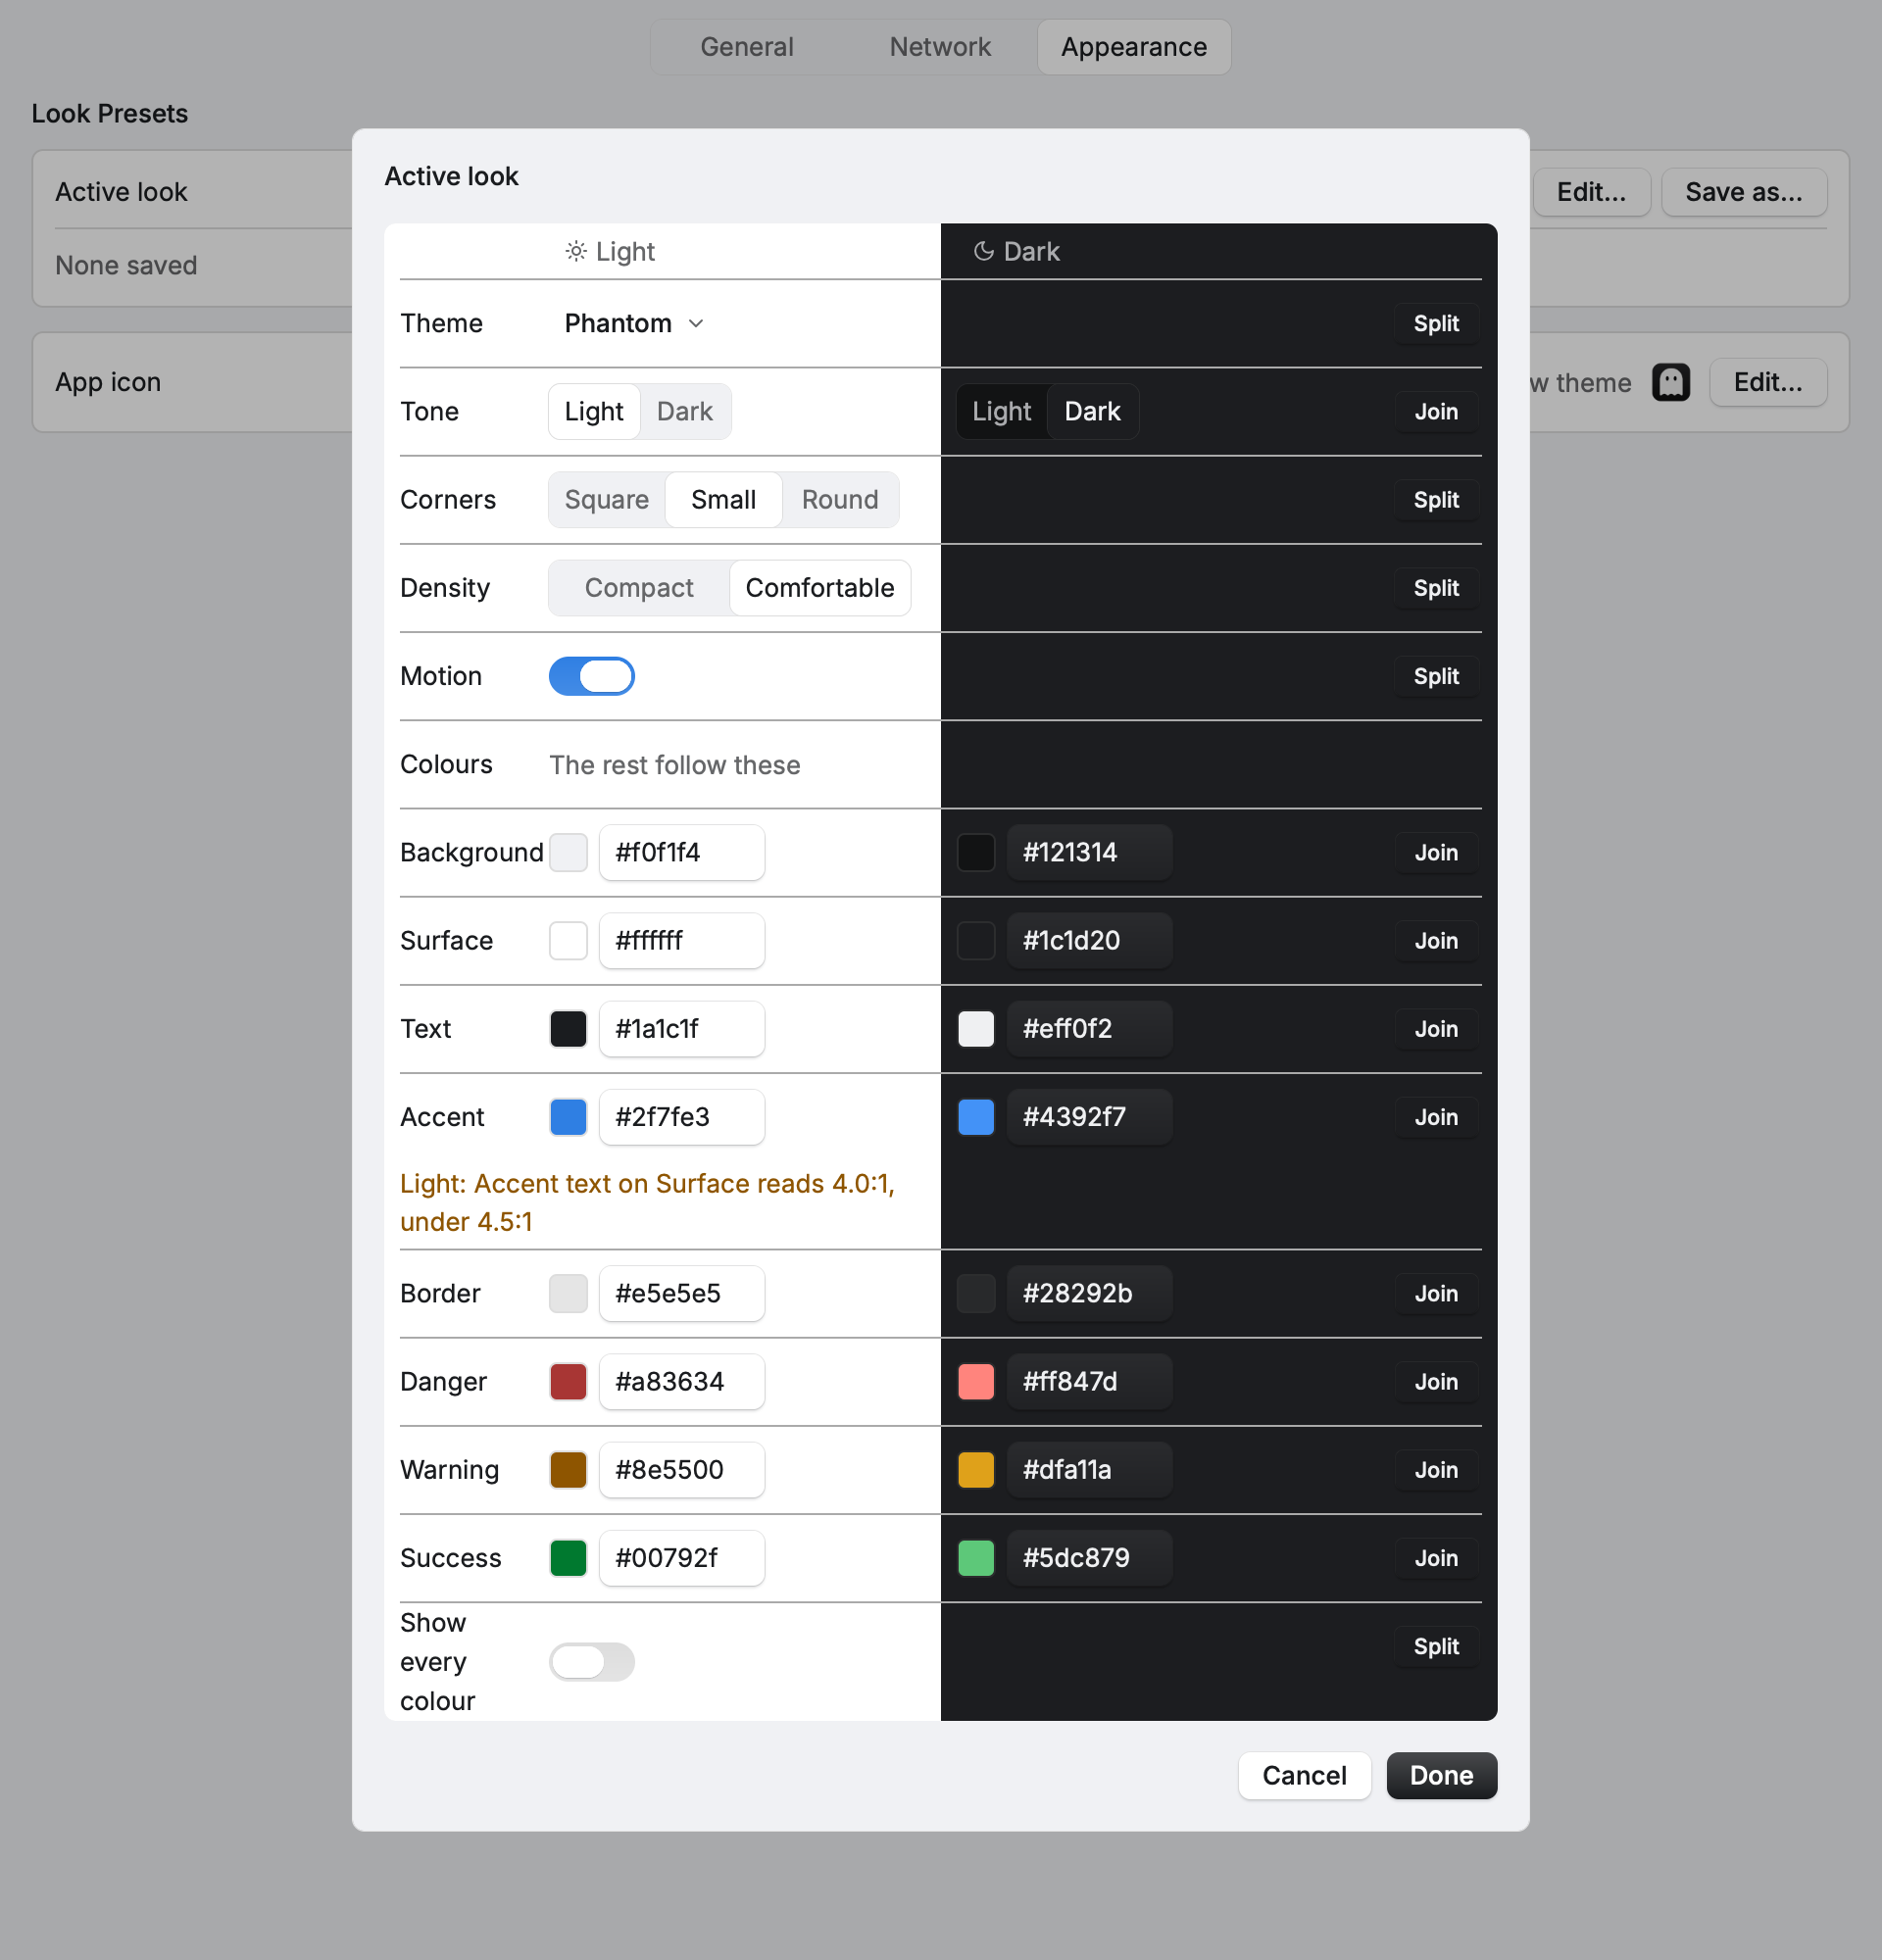 General Network Appearance
Look Presets
Active look
Edit... Save as...
None saved
App icon
w theme Edit...
Active look
Light Dark
Theme Phantom Split
Tone Light Dark Light Dark Join
Corners Square Small Round Split
Density Compact Comfortable Split
Motion Split
Colours The rest follow these
Background #f0f1f4 #121314 Join
Surface #ffffff #1c1d20 Join
Text #1a1c1f #eff0f2 Join
Accent #2f7fe3 #4392f7 Join
Light: Accent text on Surface reads 4.0:1,
under 4.5:1
Border #e5e5e5 #28292b Join
Danger #a83634 #ff847d Join
Warning #8e5500 #dfa11a Join
Success #00792f #5dc879 Join
Show
every
colour
Split
Cancel Done